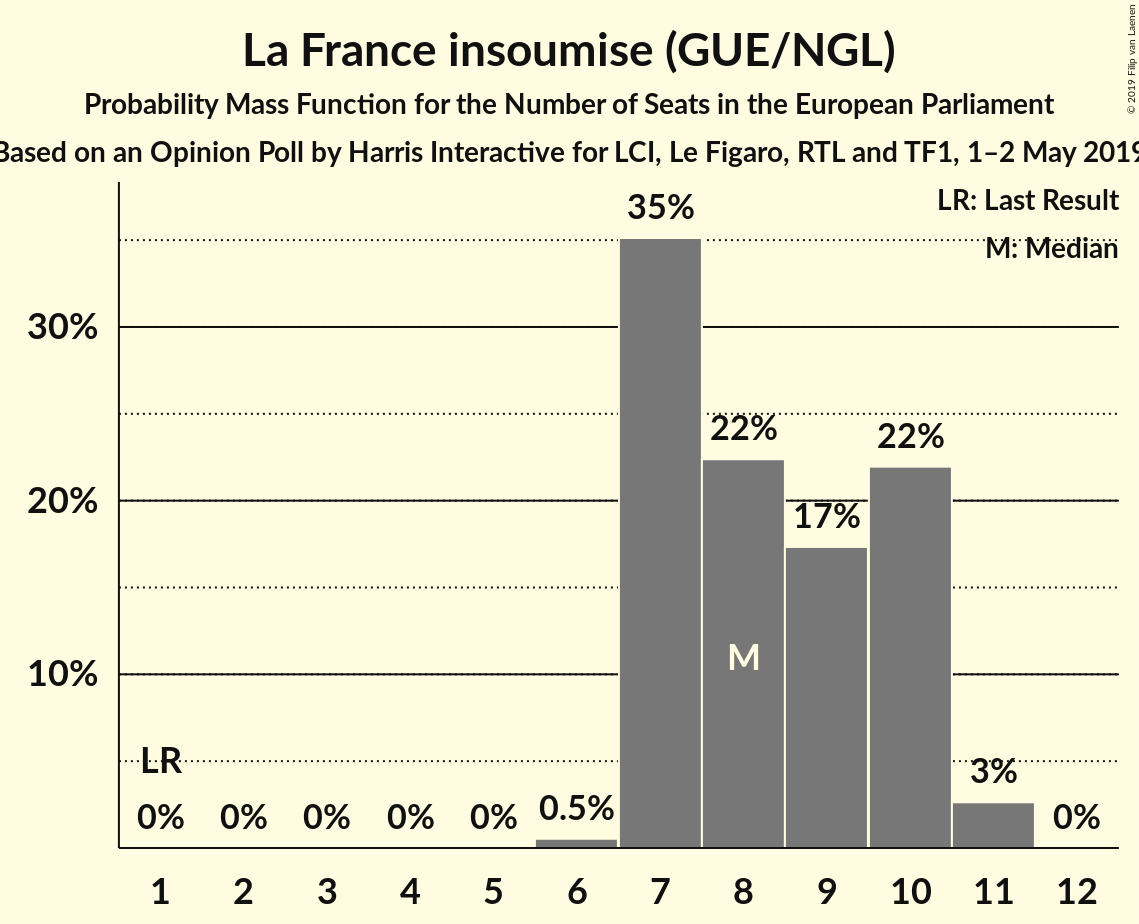 La France insoumise (GUE/NGL)
Probability Mass Function for the Number of Seats in the European Parliament
Based on an Opinion Poll by Harris Interactive for LCI, Le Figaro, RTL and TF1, 1–2 May 2019
© 2019 Filip van Laenen
LR: Last Result
M: Median
35%
30%
22%
22%
20%
17%
M
10%
LR
3%
0%
0%
0%
0%
0%
0.5%
0%
1 2 3 4 5 6 7 8 9 10 11 12